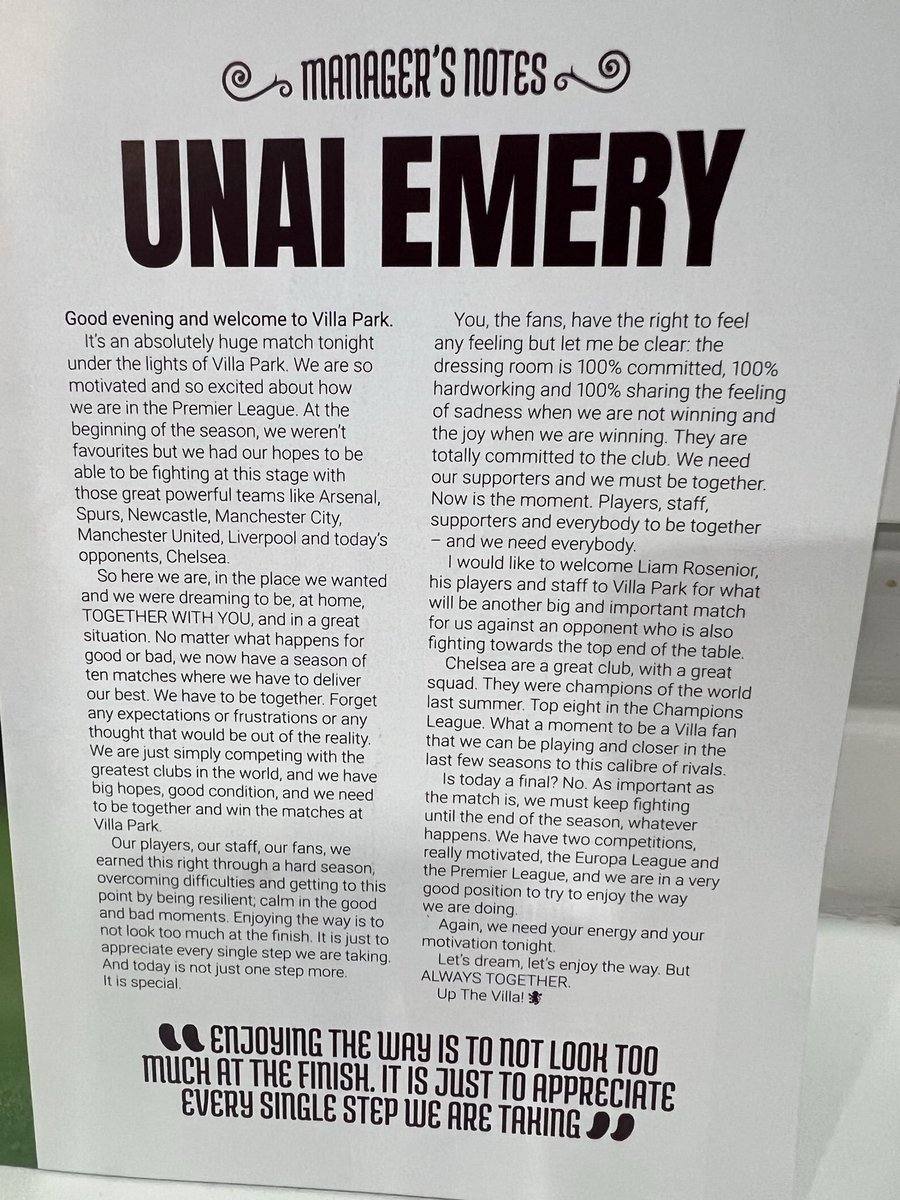 MANAGER'S NOTES
UNAI EMERY
Good evening and welcome to Villa Park.
It's an absolutely huge match tonight
under the lights of Villa Park. We are so
motivated and so excited about how
we are in the Premier League. At the
beginning of the season, we weren't
favourites but we had our hopes to be
able to be fighting at this stage with
those great powerful teams like Arsenal,
Spurs, Newcastle, Manchester City,
Manchester United, Liverpool and today's
opponents, Chelsea.
So here we are, in the place we wanted
and we were dreaming to be, at home,
TOGETHER WITH YOU, and in a great
situation. No matter what happens for
good or bad, we now have a season of
ten matches where we have to deliver
our best. We have to be together. Forget
any expectations or frustrations or any
thought that would be out of the reality.
We are just simply competing with the
greatest clubs in the world, and we have
big hopes, good condition, and we need
to be together and win the matches at
Villa Park.
Our players, our staff, our fans, we
earned this right through a hard season,
overcoming difficulties and getting to this
point by being resilient; calm in the good
and bad moments. Enjoying the way is to
not look too much at the finish. It is just to
appreciate every single step we are taking.
And today is not just one step more.
It is special.
You, the fans, have the right to feel
any feeling but let me be clear: the
dressing room is 100% committed, 100%
hardworking and 100% sharing the feeling
of sadness when we are not winning and
the joy when we are winning. They are
totally committed to the club. We need
our supporters and we must be together.
Now is the moment. Players, staff,
supporters and everybody to be together
– and we need everybody.
I would like to welcome Liam Rosenior,
his players and staff to Villa Park for what
will be another big and important match
for us against an opponent who is also
fighting towards the top end of the table.
Chelsea are a great club, with a great
squad. They were champions of the world
last summer. Top eight in the Champions
League. What a moment to be a Villa fan
that we can be playing and closer in the
last few seasons to this calibre of rivals.
Is today a final? No. As important as
the match is, we must keep fighting
until the end of the season, whatever
happens. We have two competitions,
really motivated, the Europa League and
the Premier League, and we are in a very
good position to try to enjoy the way
we are doing.
Again, we need your energy and your
motivation tonight.
Let's dream, let's enjoy the way. But
ALWAYS TOGETHER.
Up The Villa!
“ENJOYING THE WAY IS TO NOT LOOK TOO
MUCH AT THE FINISH. IT IS JUST TO APPRECIATE
EVERY SINGLE STEP WE ARE TAKING”